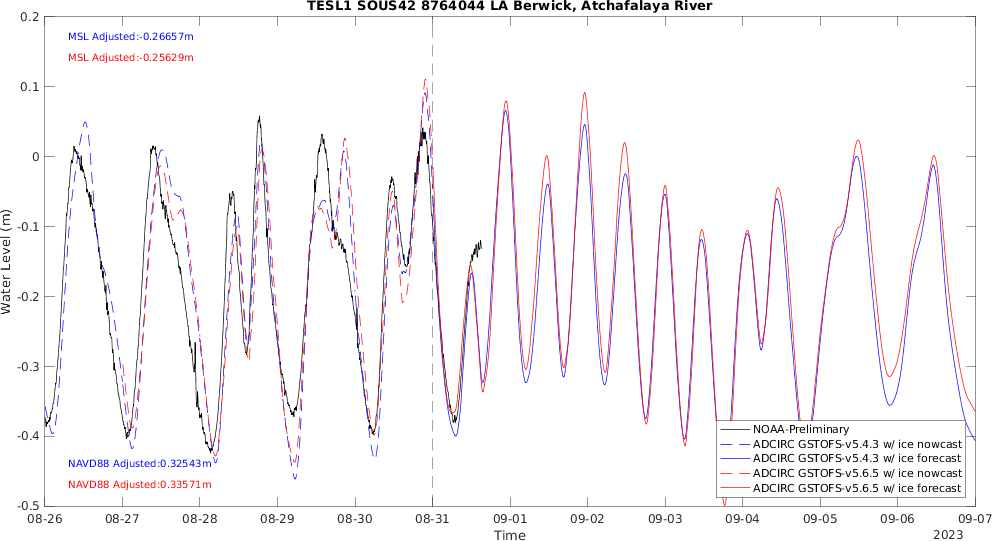 TESL1 SOUS42 8764044 LA Berwick, Atchafalaya River
MSL Adjusted:-0.26657m
MSL Adjusted:-0.25629m
NAVD88 Adjusted:0.32543m
NAVD88 Adjusted:0.33571m
Water Level (m)
0.2
0.1
0
-0.1
-0.2
-0.3
-0.4
-0.5
NOAA-Preliminary
ADCIRC GSTOFS-v5.4.3 w/ ice nowcast
ADCIRC GSTOFS-v5.4.3 w/ ice forecast
ADCIRC GSTOFS-v5.6.5 w/ ice nowcast
ADCIRC GSTOFS-v5.6.5 w/ ice forecast
08-26 08-27 08-28 08-29 08-30 08-31 09-01 09-02 09-03 09-04 09-05 09-06 09-07
Time
2023